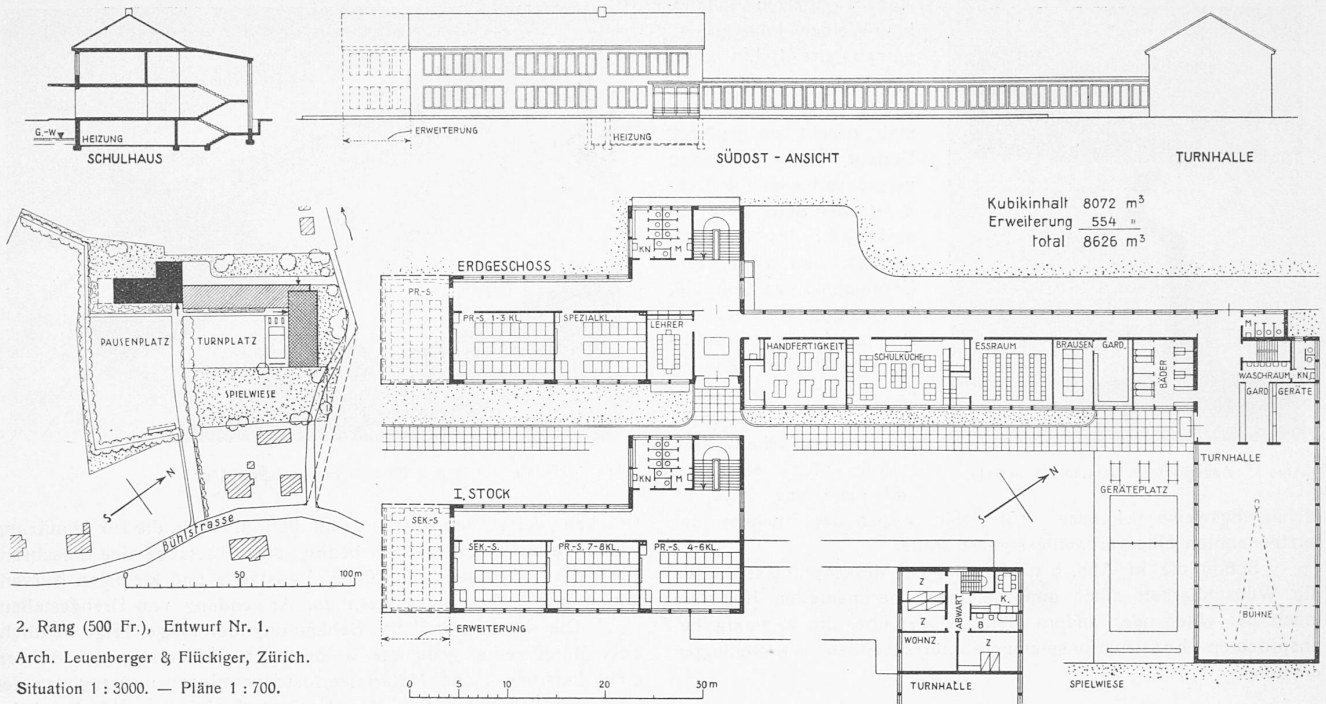 G.-W
HEIZUNG
SCHULHAUS
ERWEITERUNG
HEIZUNG
SÜDOST - ANSICHT
TURNHALLE
Kubikinhalt 8072 m³
Erweiterung 554 "
total 8626 m³
PAUSENPLATZ
TURNPLATZ
SPIELWIESE
S
N
Bühlstrasse
0 50 100 m
2. Rang (500 Fr.), Entwurf Nr. 1.
Arch. Leuenberger & Flückiger, Zürich.
Situation 1 : 3000. — Pläne 1 : 700.
ERDGESCHOSS
KN
M
PR.-S.
PR.-S. 1-3 KL.
SPEZIALKL.
LEHRER
HANDFERTIGKEIT
SCHULKÜCHE
ESSRAUM
BRAUSEN
GARD.
BÄDER
M
WASCHRAUM
KN
GARD
GERÄTE
TURNHALLE
GERÄTEPLATZ
BÜHNE
SPIELWIESE
I. STOCK
KN
M
SEK.-S
SEK.-S.
PR.-S. 7-8KL.
PR.-S. 4-6KL.
ERWEITERUNG
0 5 10 20 30 m
S
N
Z
Z
ABWART
K.
B
WOHNZ.
Z
TURNHALLE